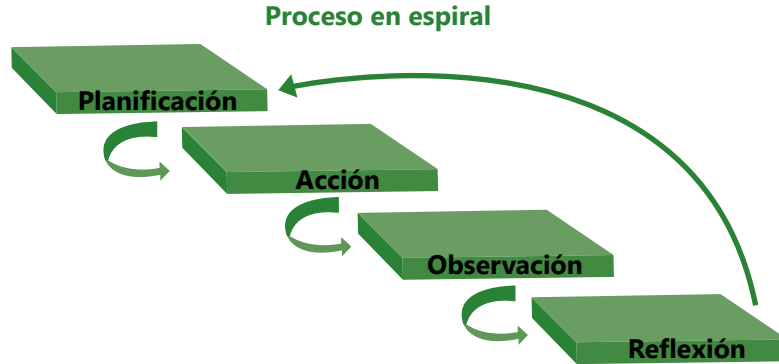 Proceso en espiral
Planificación
Acción
Observación
Reflexión